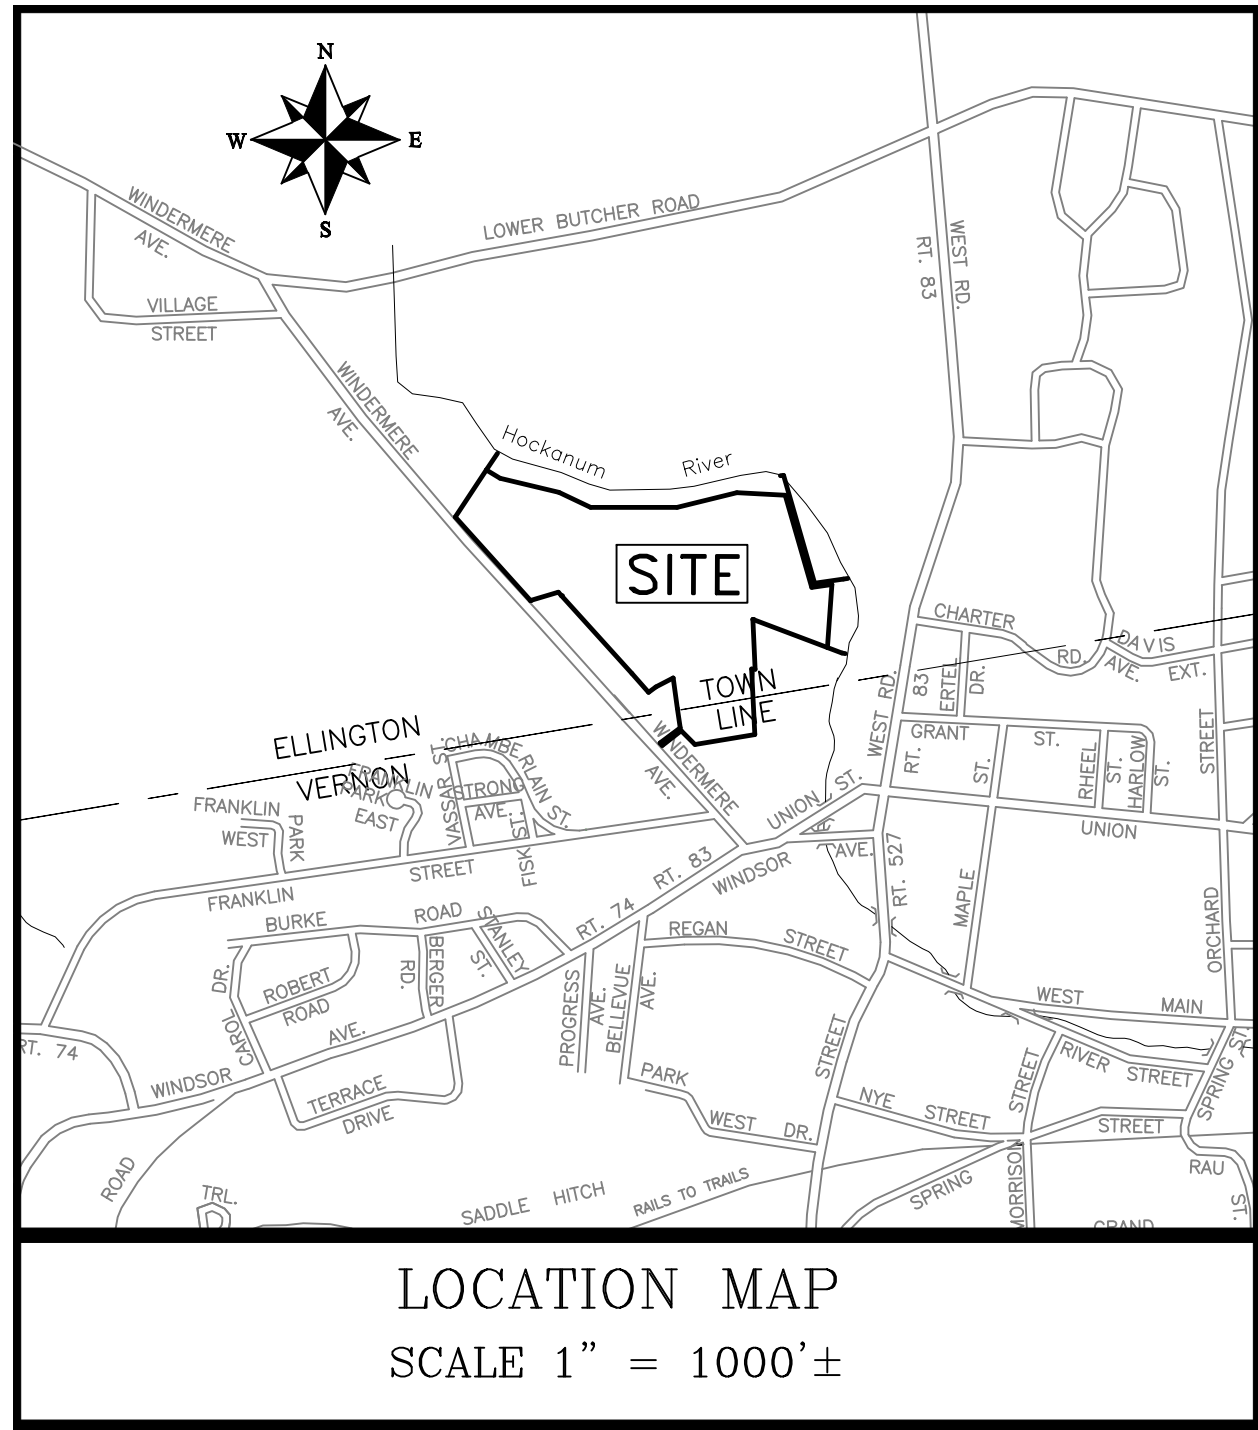 N
W
E
S
WINDERMERE
AVE.
VILLAGE
STREET
LOWER BUTCHER ROAD
WEST RD.
RT. 83
WINDERMERE
AVE.
Hockanum River
SITE
CHARTER
RD.
DAVIS
AVE. EXT.
ERTEL
DR.
WEST RD.
RT. 83
TOWN
LINE
ELLINGTON
VERNON
GRANT ST.
ST.
RHEEL
ST.
HARLOW
ST.
STREET
WINDERMERE
AVE.
CHAMBERLAIN ST.
VASSAR ST.
STRONG
AVE.
FISK ST.
FRANKLIN
PARK
EAST
FRANKLIN
WEST
PARK
UNION ST.
UNION
AVE.
WINDSOR
RT. 83
RT. 74
RT. 527
MAPLE
ORCHARD
FRANKLIN
STREET
BURKE ROAD
STANLEY
ST.
REGAN STREET
DR.
CAROL
ROBERT
ROAD
BERGER
RD.
PROGRESS
AVE.
BELLEVUE
AVE.
WEST MAIN
RT. 74
WINDSOR
AVE.
TERRACE
DRIVE
PARK
WEST DR.
STREET
NYE STREET
STREET
MORRISON
RIVER STREET
SPRING ST.
STREET
SPRING
RAU
ST.
ROAD
TRL.
SADDLE HITCH
RAILS TO TRAILS
GRAND
LOCATION MAP
SCALE 1" = 1000'±